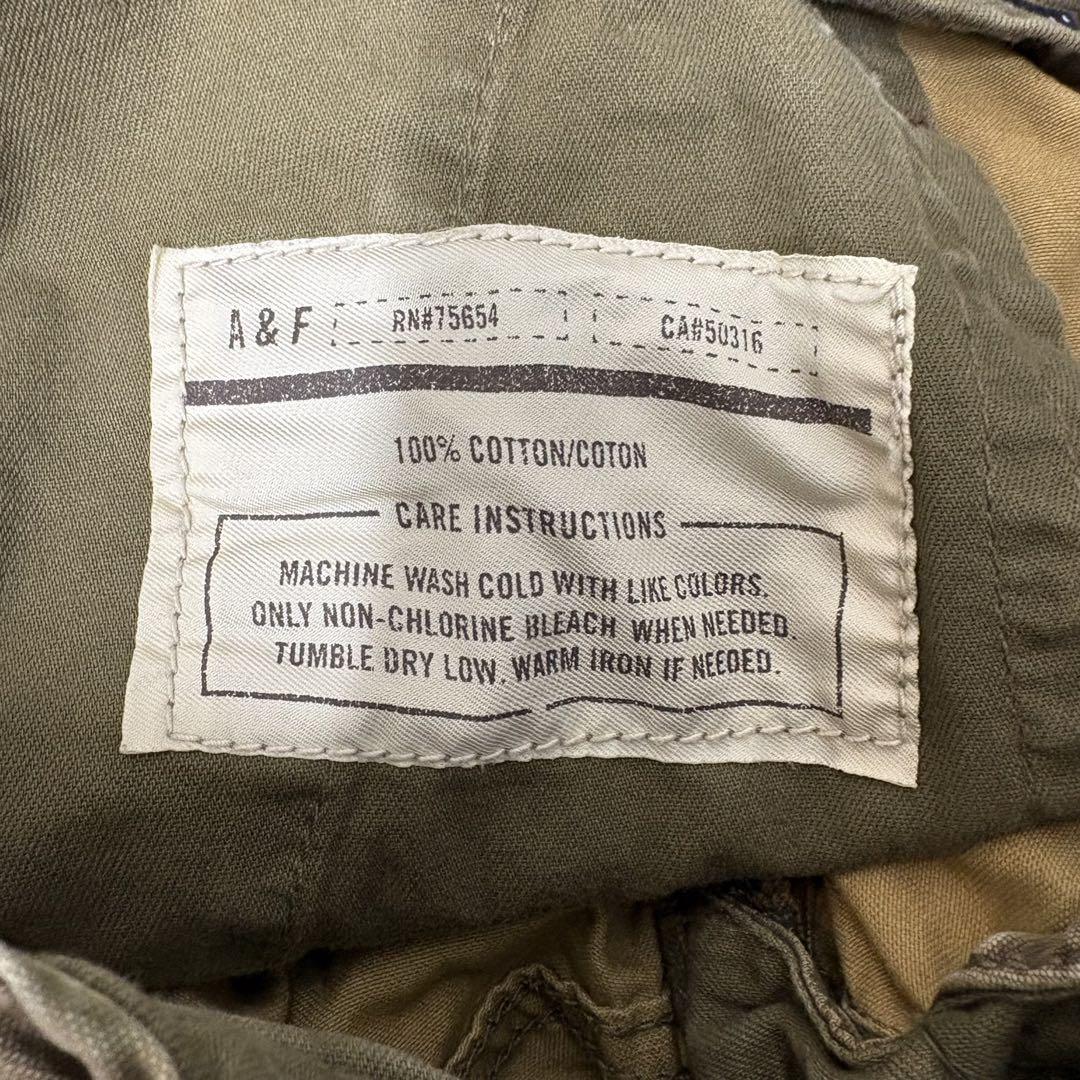 A & F RN#75654 CA#50316
100% COTTON/COTON
CARE INSTRUCTIONS
MACHINE WASH COLD WITH LIKE COLORS.
ONLY NON-CHLORINE BLEACH WHEN NEEDED.
TUMBLE DRY LOW. WARM IRON IF NEEDED.